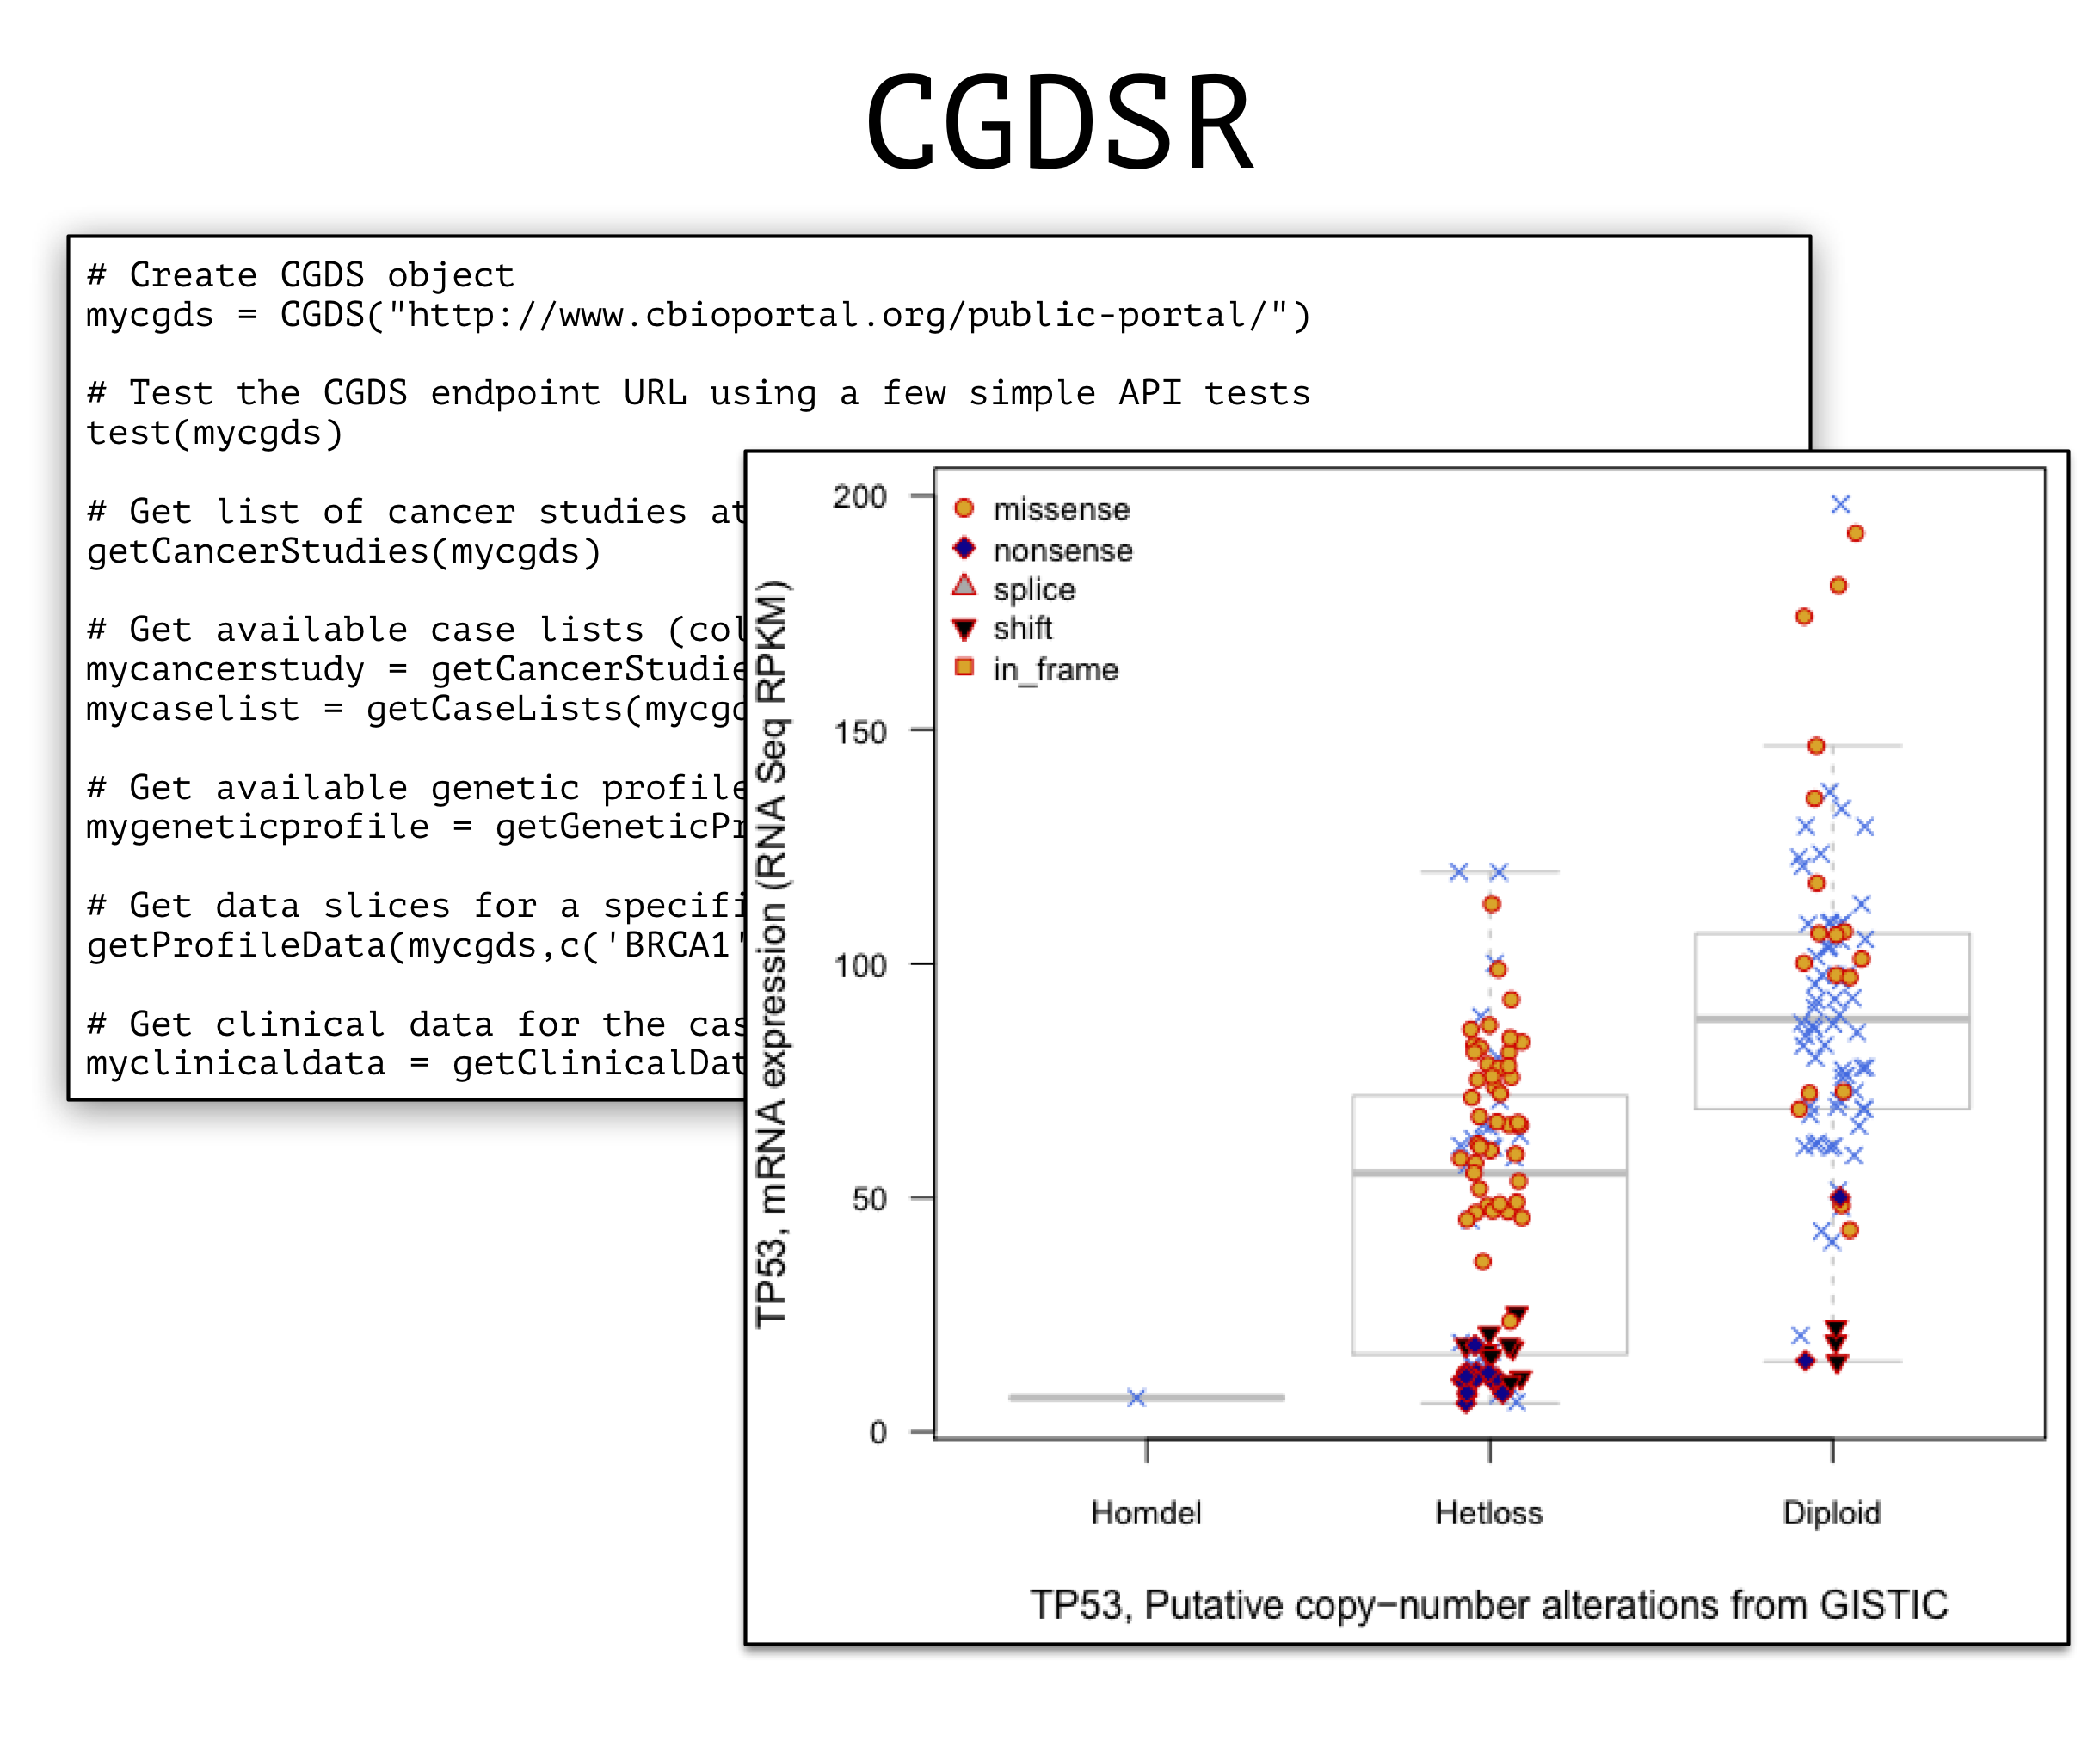 CGDSR
# Create CGDS object
mycgds = CGDS("http://www.cbioportal.org/public-portal/")
# Test the CGDS endpoint URL using a few simple API tests
test(mycgds)
# Get list of cancer studies at
getCancerStudies(mycgds)
# Get available case lists (col
mycancerstudy = getCancerStudie
mycaselist = getCaseLists(mycgd
# Get available genetic profile
mygeneticprofile = getGeneticPr
# Get data slices for a specifi
getProfileData(mycgds,c('BRCA1'
# Get clinical data for the cas
myclinicaldata = getClinicalDat
TP53, mRNA expression (RNA Seq RPKM)
200
150
100
50
0
missense
nonsense
splice
shift
in_frame
Homdel
Hetloss
Diploid
TP53, Putative copy−number alterations from GISTIC